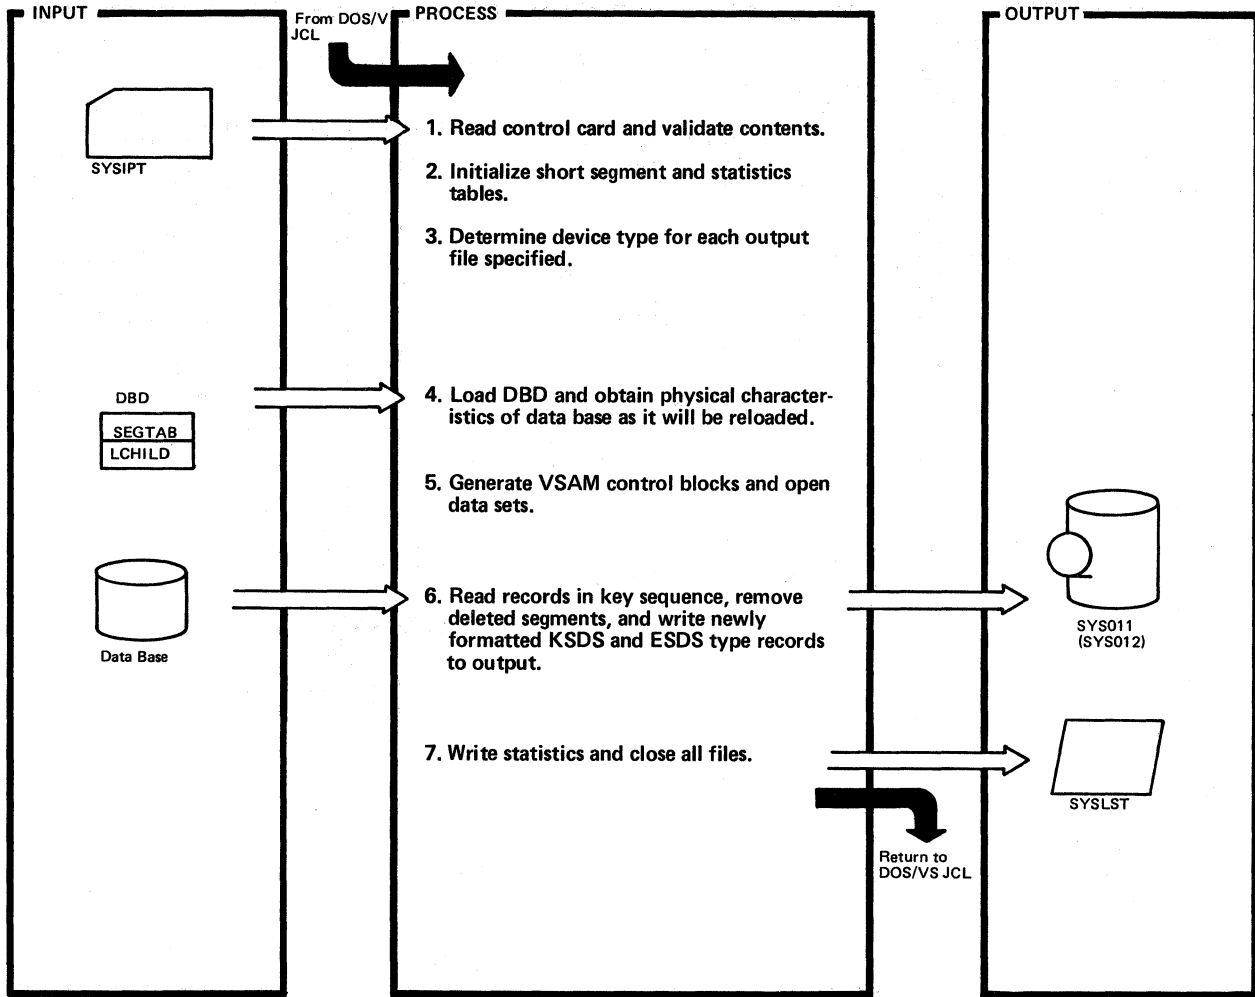 INPUT
From DOS/V
JCL
PROCESS
OUTPUT
SYSIPT
1. Read control card and validate contents.
2. Initialize short segment and statistics
tables.
3. Determine device type for each output
file specified.
DBD
SEGTAB
LCHILD
4. Load DBD and obtain physical character-
istics of data base as it will be reloaded.
5. Generate VSAM control blocks and open
data sets.
Data Base
6. Read records in key sequence, remove
deleted segments, and write newly
formatted KSDS and ESDS type records
to output.
SYS011
(SYS012)
7. Write statistics and close all files.
SYSLST
Return to
DOS/VS JCL